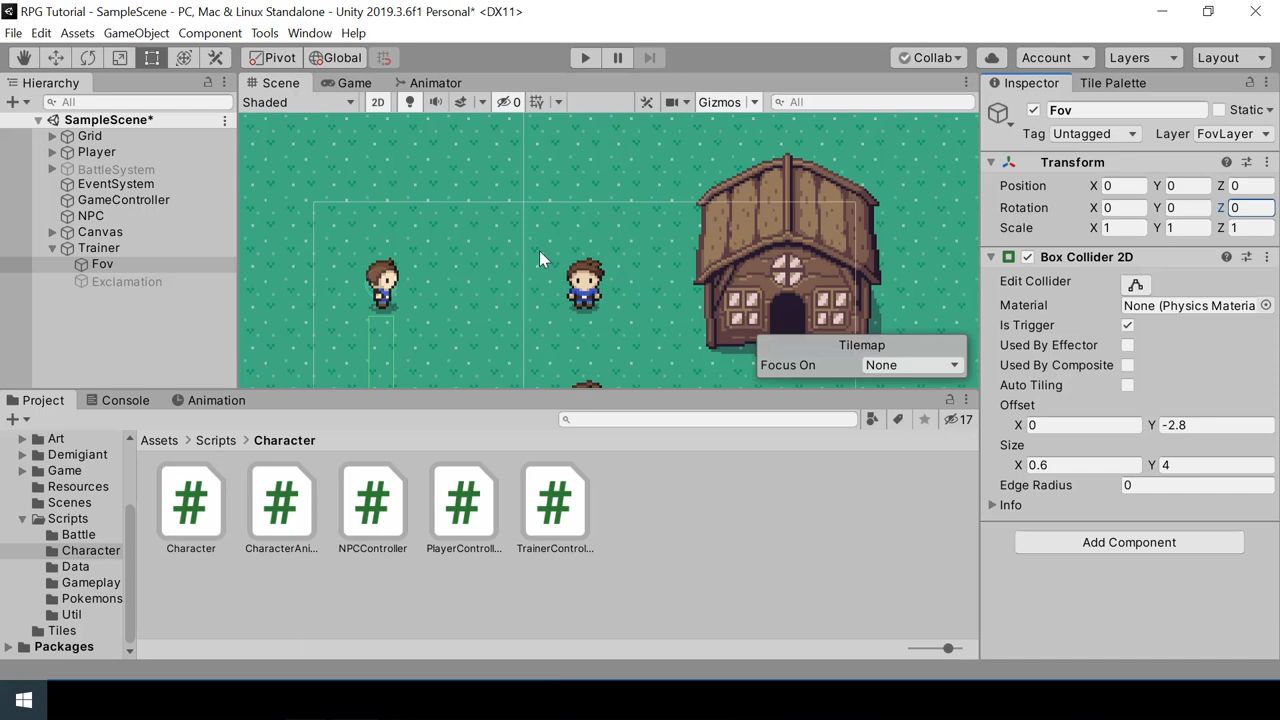 RPG Tutorial - SampleScene - PC, Mac & Linux Standalone - Unity 2019.3.6f1 Personal* <DX11>
File Edit Assets GameObject Component Tools Window Help
Pivot Global Collab Account Layers Layout
Hierarchy Scene Game Animator Inspector Tile Palette
All Shaded 2D 0 Gizmos All Fov Static
SampleScene*
Grid
Player
BattleSystem
EventSystem
GameController
NPC
Canvas
Trainer
Fov
Exclamation
Tag Untagged Layer FovLayer
Transform
Position X 0 Y 0 Z 0
Rotation X 0 Y 0 Z 0
Scale X 1 Y 1 Z 1
Box Collider 2D
Edit Collider
Material None (Physics Materia
Is Trigger
Used By Effector
Used By Composite
Auto Tiling
Offset
X 0 Y -2.8
Size
X 0.6 Y 4
Edge Radius 0
Info
Add Component
Tilemap
Focus On None
Project Console Animation
17
Art
Demigiant
Game
Resources
Scenes
Scripts
Battle
Character
Data
Gameplay
Pokemons
Util
Tiles
Packages
Assets > Scripts > Character
# # # # #
Character CharacterAni... NPCController PlayerControll... TrainerControl...